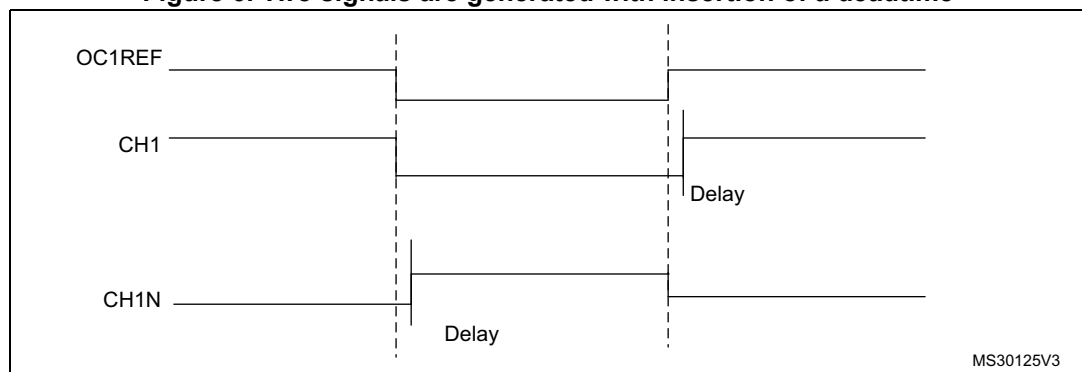 Figure 6. Two signals are generated with insertion of a deadtime
OC1REF
CH1
Delay
CH1N
Delay
MS30125V3